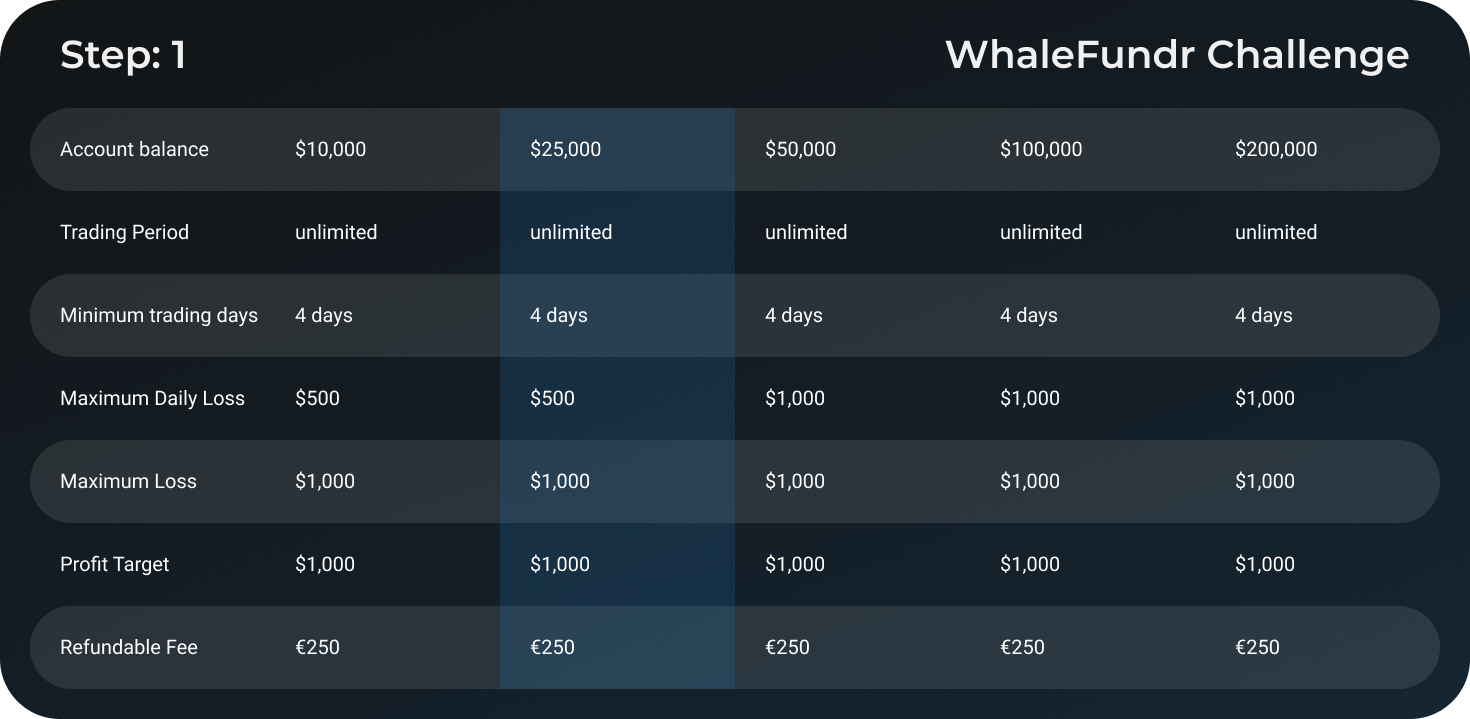 Step: 1 WhaleFundr Challenge
Account balance $10,000 $25,000 $50,000 $100,000 $200,000
Trading Period unlimited unlimited unlimited unlimited unlimited
Minimum trading days 4 days 4 days 4 days 4 days 4 days
Maximum Daily Loss $500 $500 $1,000 $1,000 $1,000
Maximum Loss $1,000 $1,000 $1,000 $1,000 $1,000
Profit Target $1,000 $1,000 $1,000 $1,000 $1,000
Refundable Fee €250 €250 €250 €250 €250